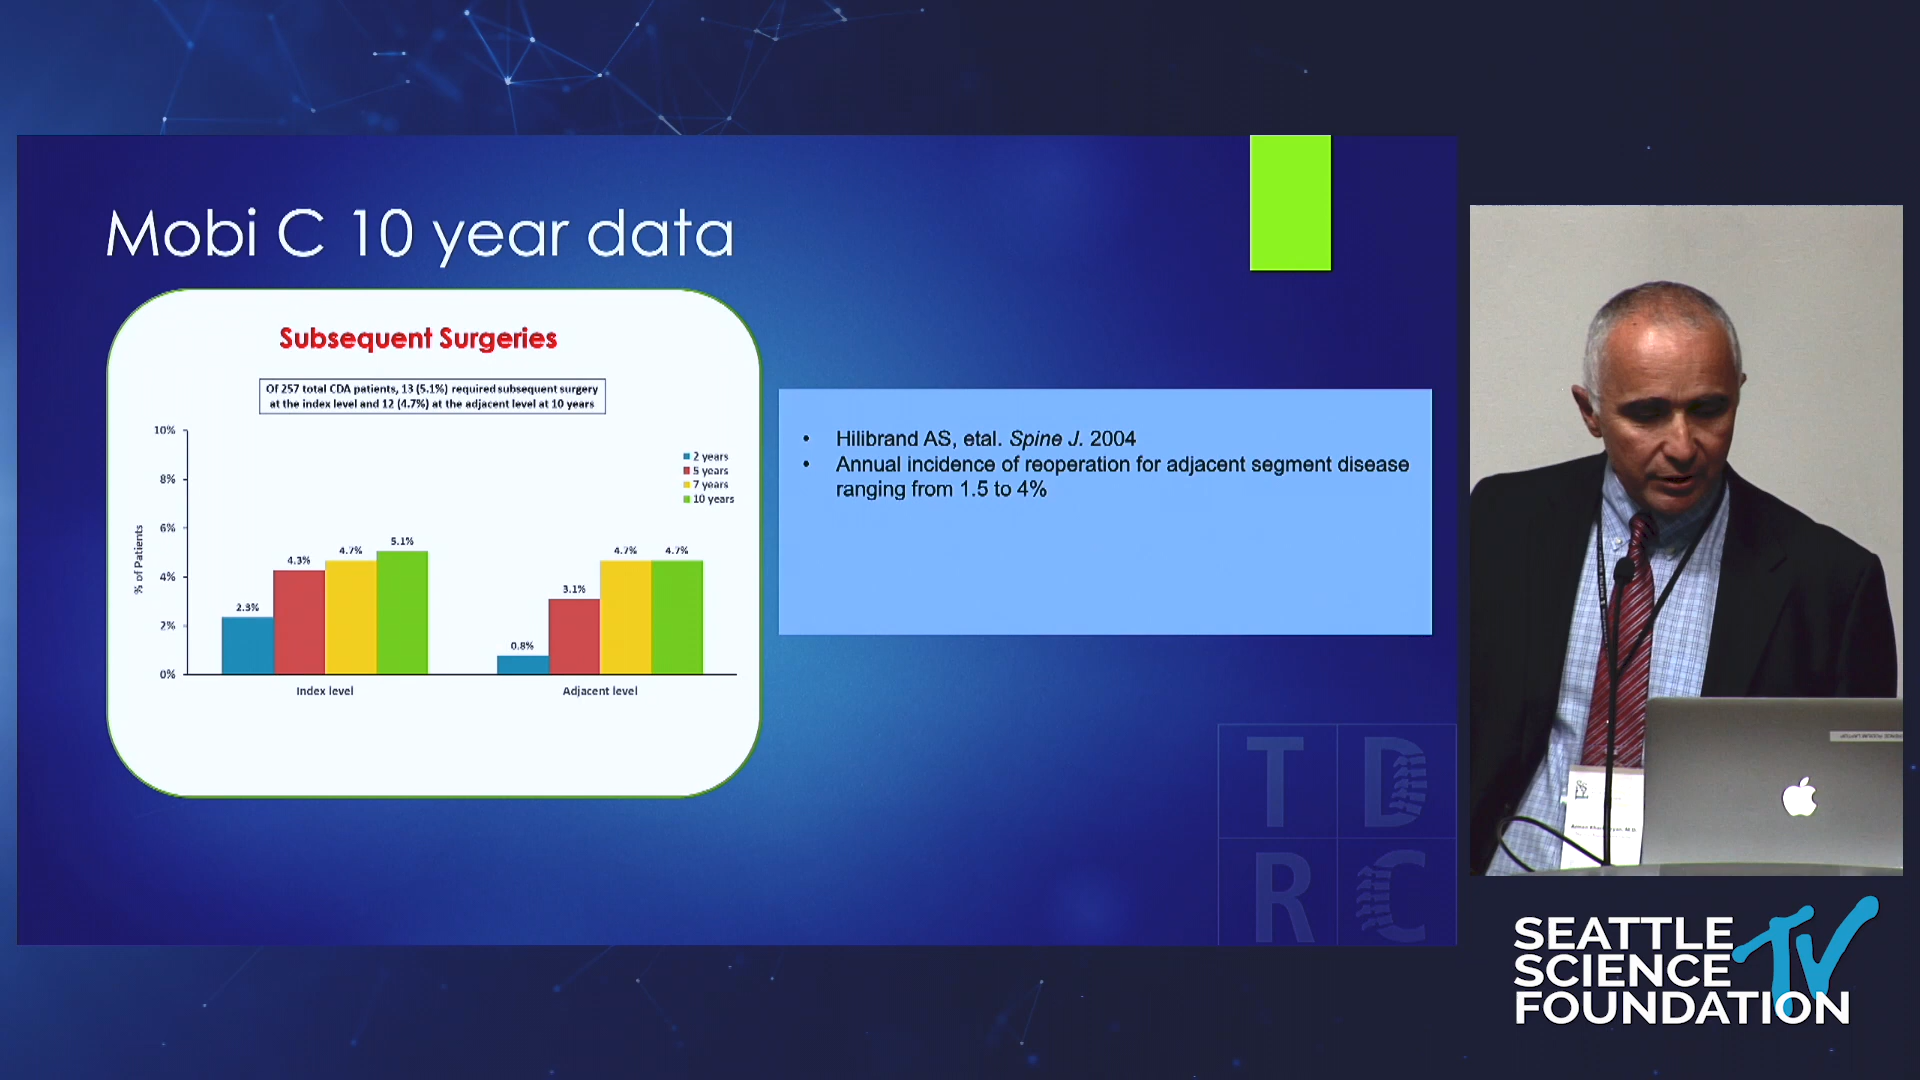 Mobi C 10 year data
Subsequent Surgeries
Of 257 total CDA patients, 13 (5.1%) required subsequent surgery
at the index level and 12 (4.7%) at the adjacent level at 10 years
10%
8%
6%
4%
2%
0%
% of Patients
2 years
5 years
7 years
10 years
2.3%
4.3%
4.7%
5.1%
0.8%
3.1%
4.7%
4.7%
Index level
Adjacent level
• Hilibrand AS, etal. Spine J. 2004
• Annual incidence of reoperation for adjacent segment disease
ranging from 1.5 to 4%
T D
R C
M.D.
SEATTLE
SCIENCE TV
FOUNDATION